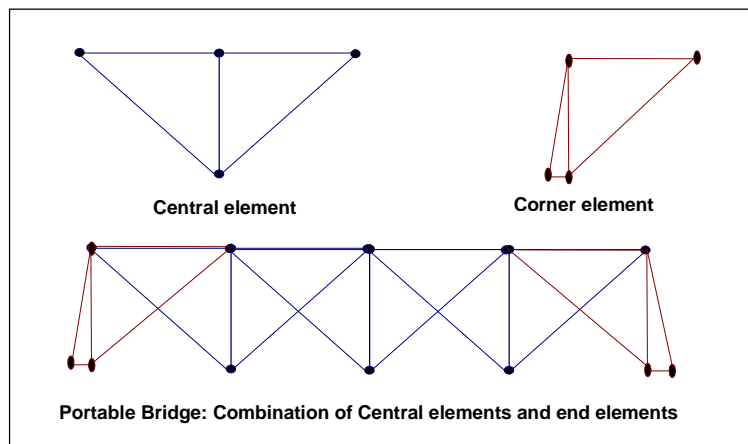 Central element
Corner element
Portable Bridge: Combination of Central elements and end elements